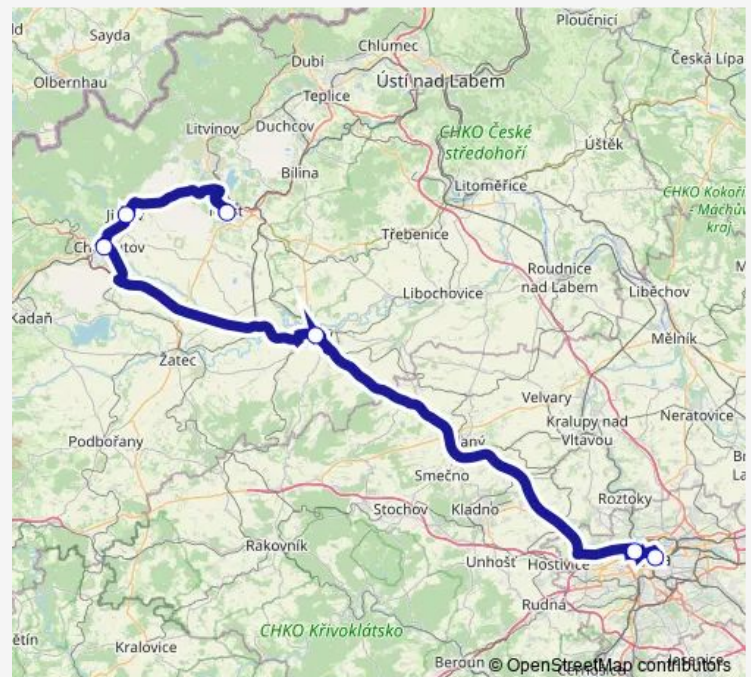 Ploučnicí
Sayda
Chlumec
Olbernhau
Dubí
Česká Lípa
Ústí nad Labem
Teplice
Litvínov
Duchcov
CHKO České
středohoří
Úštěk
Bílina
Litoměřice
CHKO Kokoří
- Máchův
kraj
Třebenice
Roudnice
nad Labem
Libochovice
Liběchov
Kadaň
Žatec
Mělník
Velvary
Neratovice
Kralupy nad
Vltavou
Podbořany
Smečno
Roztoky
Stochov
Kladno
Rakovník
Unhošť
Hostivice
Rudná
CHKO Křivoklátsko
Kralovice
Beroun
© OpenStreetMap contributors